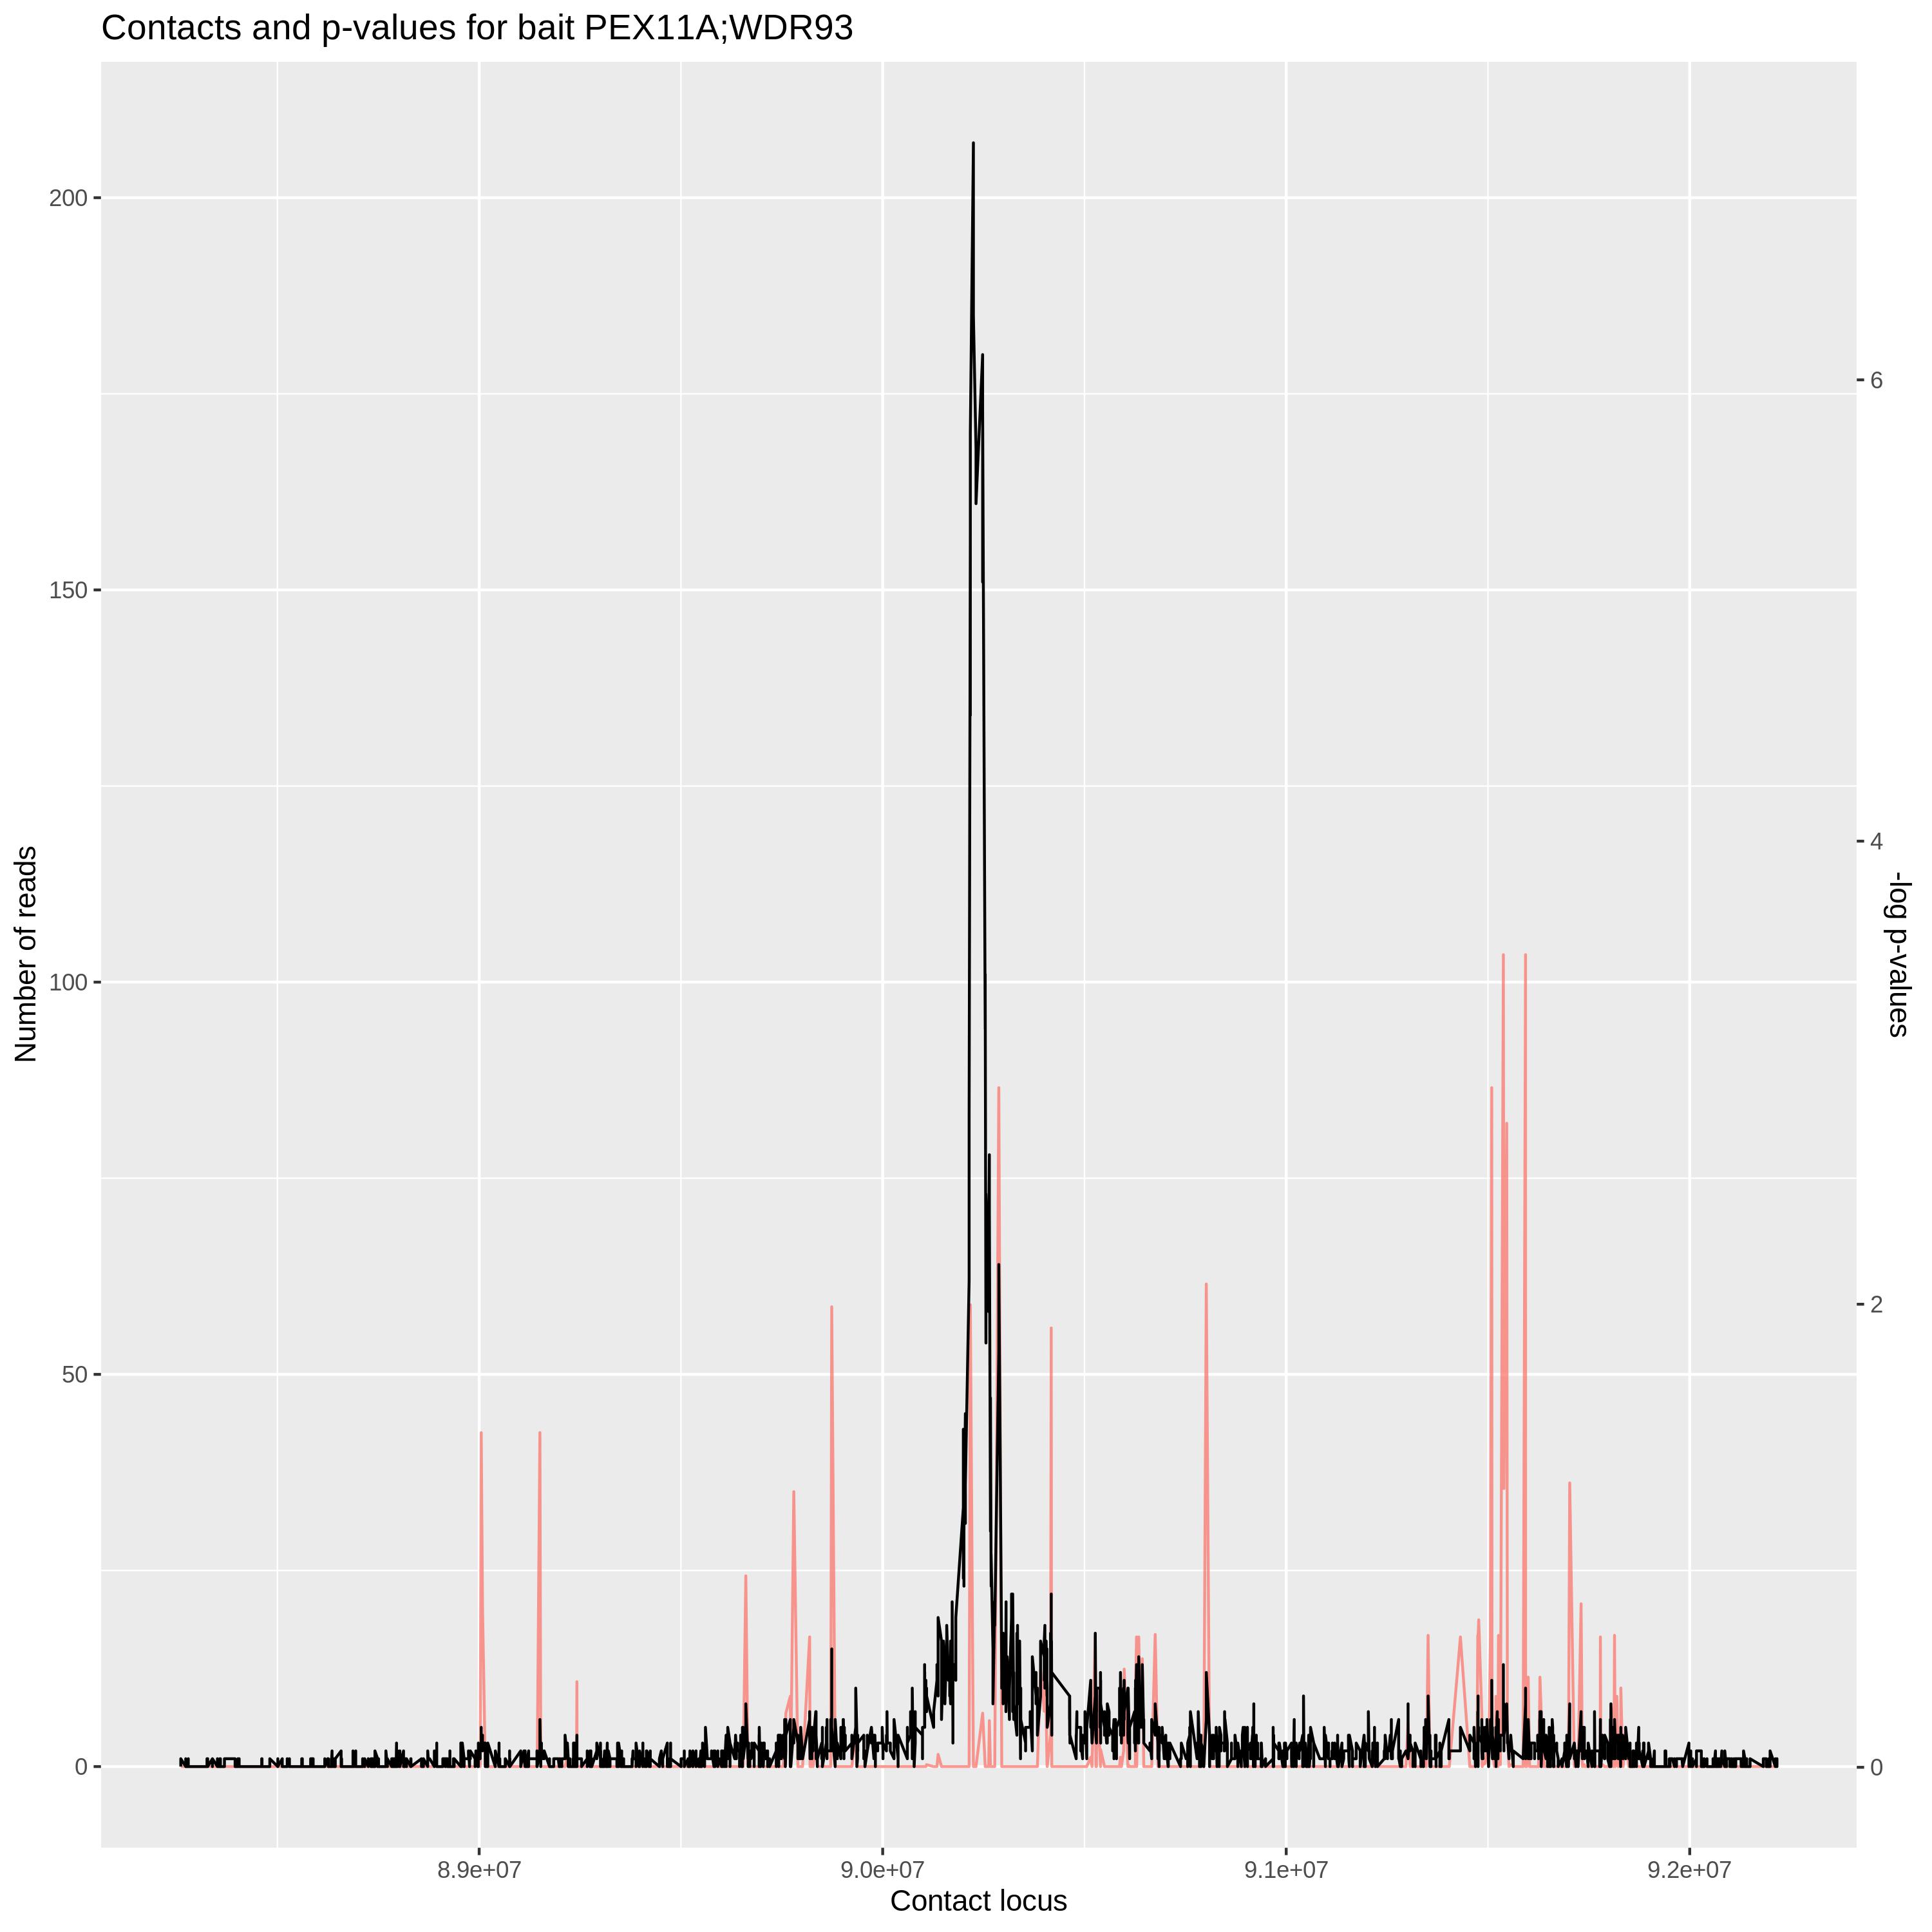 Contacts and p-values for bait PEX11A;WDR93
200
150
100
50
0
Number of reads
6
4
2
0
-log p-values
8.9e+07
9.0e+07
9.1e+07
9.2e+07
Contact locus